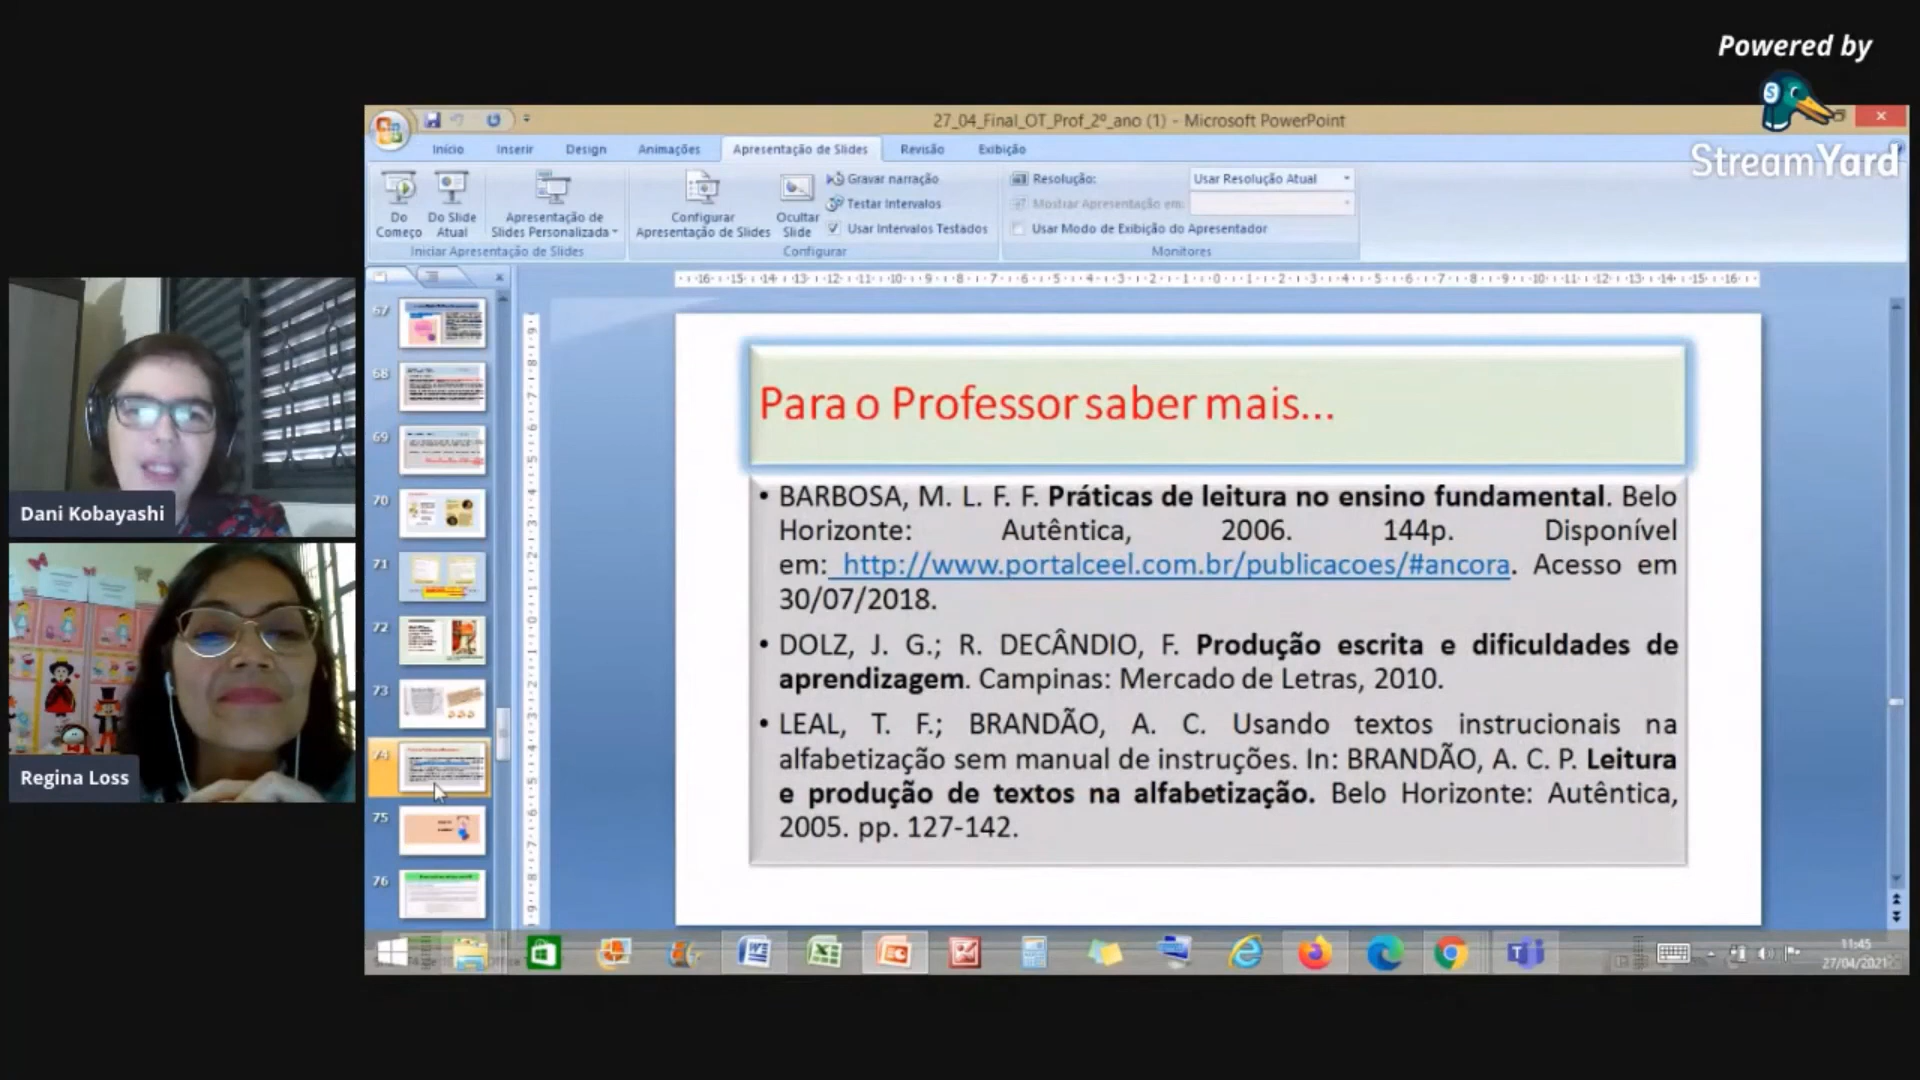 Powered by
StreamYard
27_04_Final_OT_Prof_2º_ano (1) - Microsoft PowerPoint
Início Inserir Design Animações Apresentação de Slides Revisão Exibição
Do Começo
Do Slide Atual
Apresentação de Slides Personalizada
Iniciar Apresentação de Slides
Configurar Apresentação de Slides
Ocultar Slide
Gravar narração
Testar Intervalos
Usar Intervalos Testados
Configurar
Resolução: Usar Resolução Atual
Mostrar Apresentação em:
Usar Modo de Exibição do Apresentador
Monitores
67
68
69
70
71
72
73
74
75
76
Para o Professor saber mais...
• BARBOSA, M. L. F. F. Práticas de leitura no ensino fundamental. Belo
Horizonte: Autêntica, 2006. 144p. Disponível
em: http://www.portalceel.com.br/publicacoes/#ancora. Acesso em
30/07/2018.
• DOLZ, J. G.; R. DECÂNDIO, F. Produção escrita e dificuldades de
aprendizagem. Campinas: Mercado de Letras, 2010.
• LEAL, T. F.; BRANDÃO, A. C. Usando textos instrucionais na
alfabetização sem manual de instruções. In: BRANDÃO, A. C. P. Leitura
e produção de textos na alfabetização. Belo Horizonte: Autêntica,
2005. pp. 127-142.
Dani Kobayashi
Regina Loss
11:45
27/04/2021